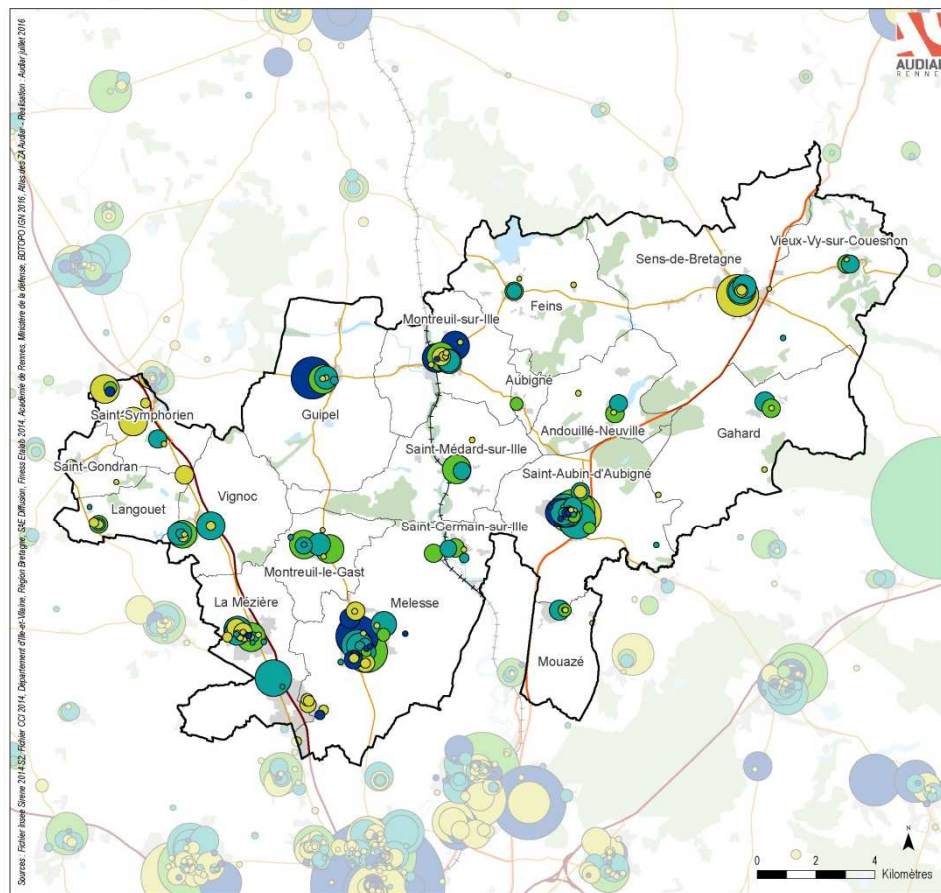 AUDIAR
RENNES
Vieux-Vy-sur-Couesnon
Sens-de-Bretagne
Feins
Montreuil-sur-Ille
Aubigné
Guipel
Andouillé-Neuville
Gahard
Saint-Symphorien
Saint-Médard-sur-Ille
Saint-Aubin-d'Aubigné
Saint-Gondran
Vignoc
Langouet
Saint-Germain-sur-Ille
Montreuil-le-Gast
La Mézière
Melesse
Mouazé
N
0 2 4
Kilomètres
Sources : Fichier Insee Sirene 2014-S2, Fichier CCI 2014, Département d'Ille-et-Vilaine, Région Bretagne, SAE Diffusion, Finess Etalab 2014, Académie de Rennes, Ministère de la défense, BDTOPO IGN 2016, Atlas des ZA Audiar - Réalisation : Audiar juillet 2016